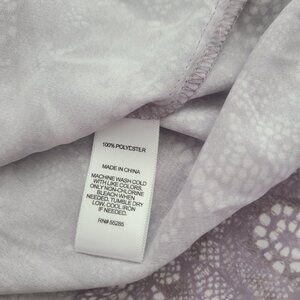 100% POLYESTER
MADE IN CHINA
MACHINE WASH COLD
WITH LIKE COLORS,
ONLY NON-CHLORINE
BLEACH WHEN
NEEDED, TUMBLE DRY
LOW, COOL IRON
IF NEEDED.
RN# 55285